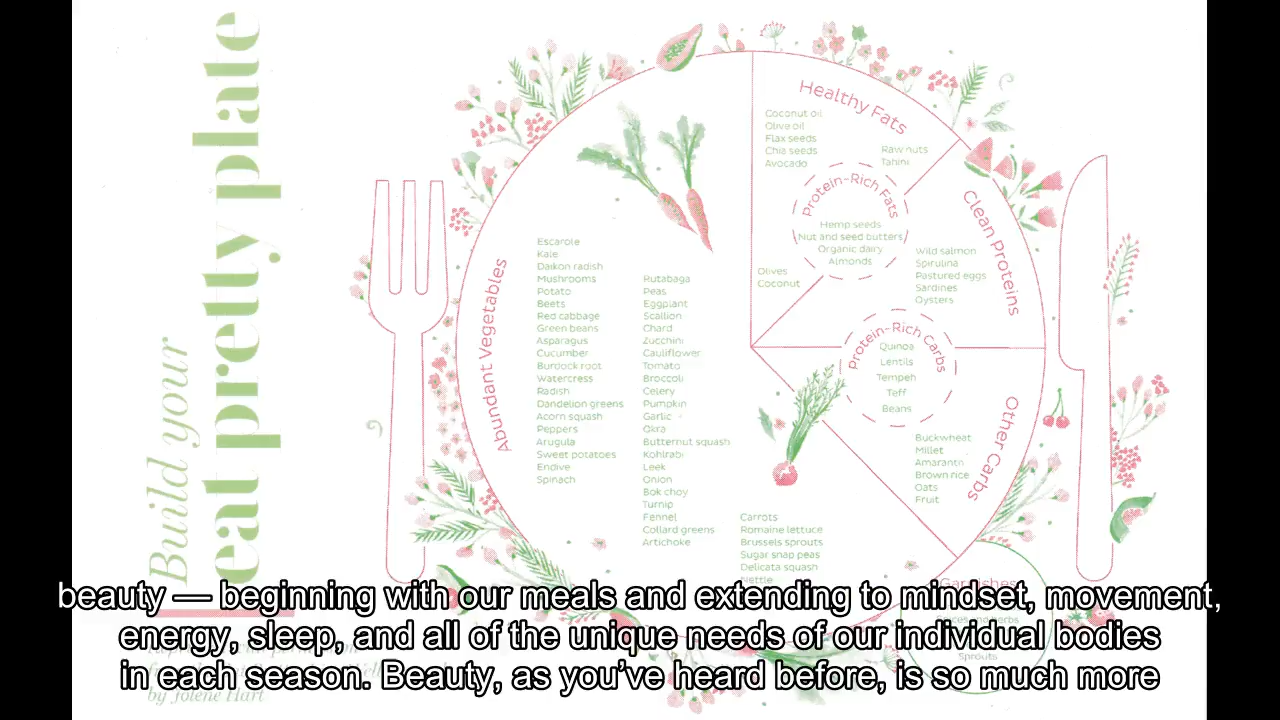 Build your
eat pretty plate
by Jolene Hart
Healthy Fats
Coconut oil
Olive oil
Flax seeds
Chia seeds
Avocado
Raw nuts
Tahini
Olives
Coconut
Protein-Rich Fats
Hemp seeds
Nut and seed butters
Organic dairy
Almonds
Clean Proteins
Wild salmon
Spirulina
Pastured eggs
Sardines
Oysters
Protein-Rich Carbs
Quinoa
Lentils
Tempeh
Teff
Beans
Other Carbs
Buckwheat
Millet
Amaranth
Brown rice
Oats
Fruit
Abundant Vegetables
Escarole
Kale
Daikon radish
Mushrooms
Potato
Beets
Red cabbage
Green beans
Asparagus
Cucumber
Burdock root
Watercress
Radish
Dandelion greens
Acorn squash
Peppers
Arugula
Sweet potatoes
Endive
Spinach
Rutabaga
Peas
Eggplant
Scallion
Chard
Zucchini
Cauliflower
Tomato
Broccoli
Celery
Pumpkin
Garlic
Okra
Butternut squash
Kohlrabi
Leek
Onion
Bok choy
Turnip
Fennel
Collard greens
Artichoke
Carrots
Romaine lettuce
Brussels sprouts
Sugar snap peas
Delicata squash
Nettle
Garnishes
Sprouts
beauty — beginning with our meals and extending to mindset, movement,
energy, sleep, and all of the unique needs of our individual bodies
in each season. Beauty, as you've heard before, is so much more